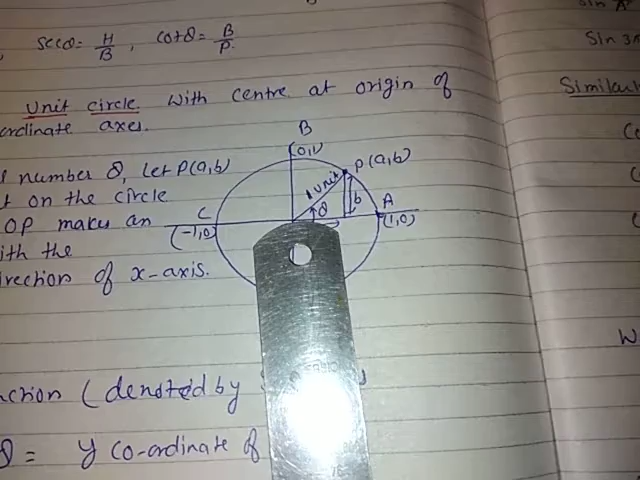 secθ = H/B , cotθ = B/P.
unit circle with centre at origin of
ordinate axes.
number θ, let P(a,b)
on the circle
OP makes an
with the
direction of x-axis.
B
(0,1)
P(a,b)
1 unit
b
θ
A
(1,0)
C
(-1,0)
(denoted by
θ = y co-ordinate of
Sin
Sin 3